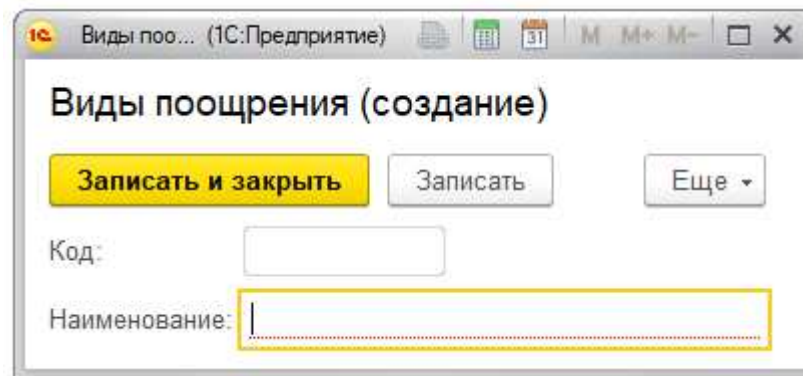 1С Виды поо... (1С:Предприятие) 31 M M+ M-
Виды поощрения (создание)
Записать и закрыть Записать Еще
Код:
Наименование: